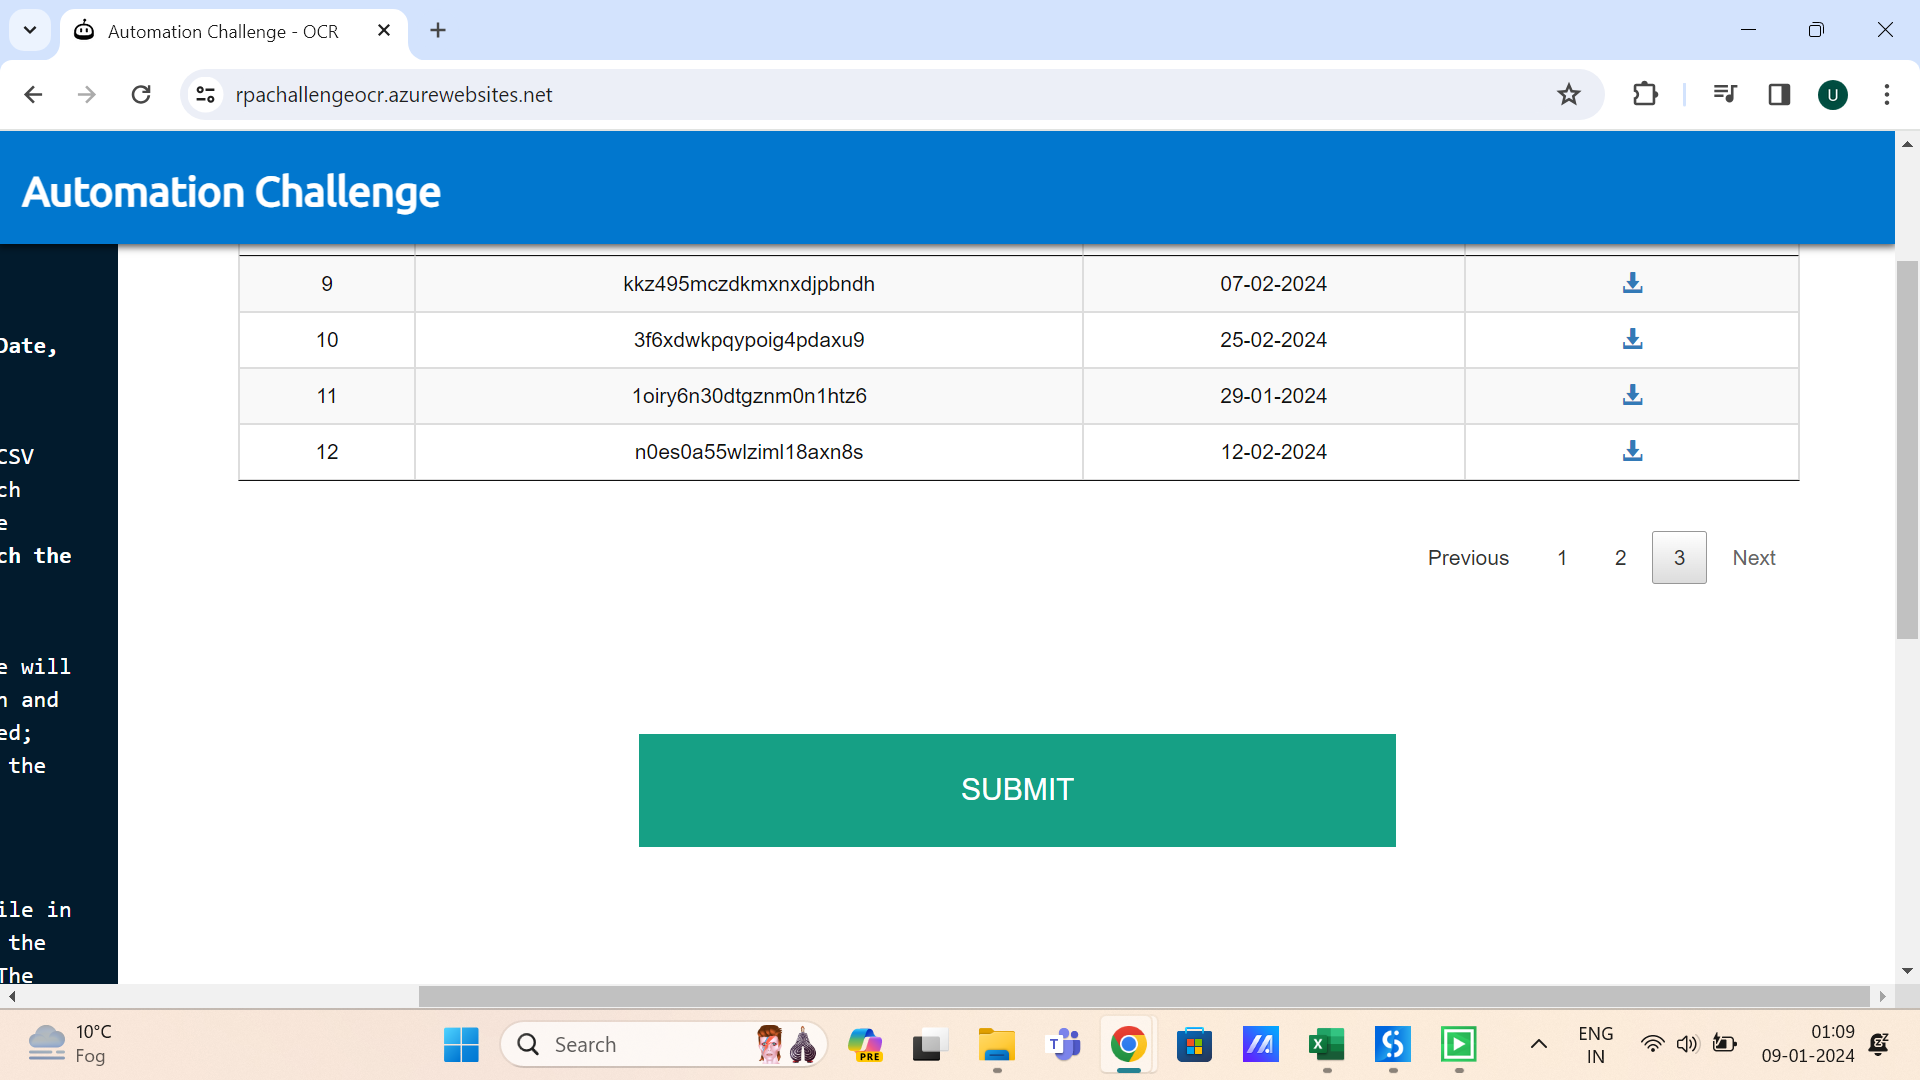 Automation Challenge - OCR
rpachallengeocr.azurewebsites.net
U
Automation Challenge
9 kkz495mczdkmxnxdjpbndh 07-02-2024
10 3f6xdwkpqypoig4pdaxu9 25-02-2024
11 1oiry6n30dtgznm0n1htz6 29-01-2024
12 n0es0a55wlziml18axn8s 12-02-2024
Date,
CSV
ch
e
ch the
e will
n and
ed;
the
ile in
the
The
Previous 1 2 3 Next
SUBMIT
10°C
Fog
Search
PRE
ENG
IN
01:09
09-01-2024